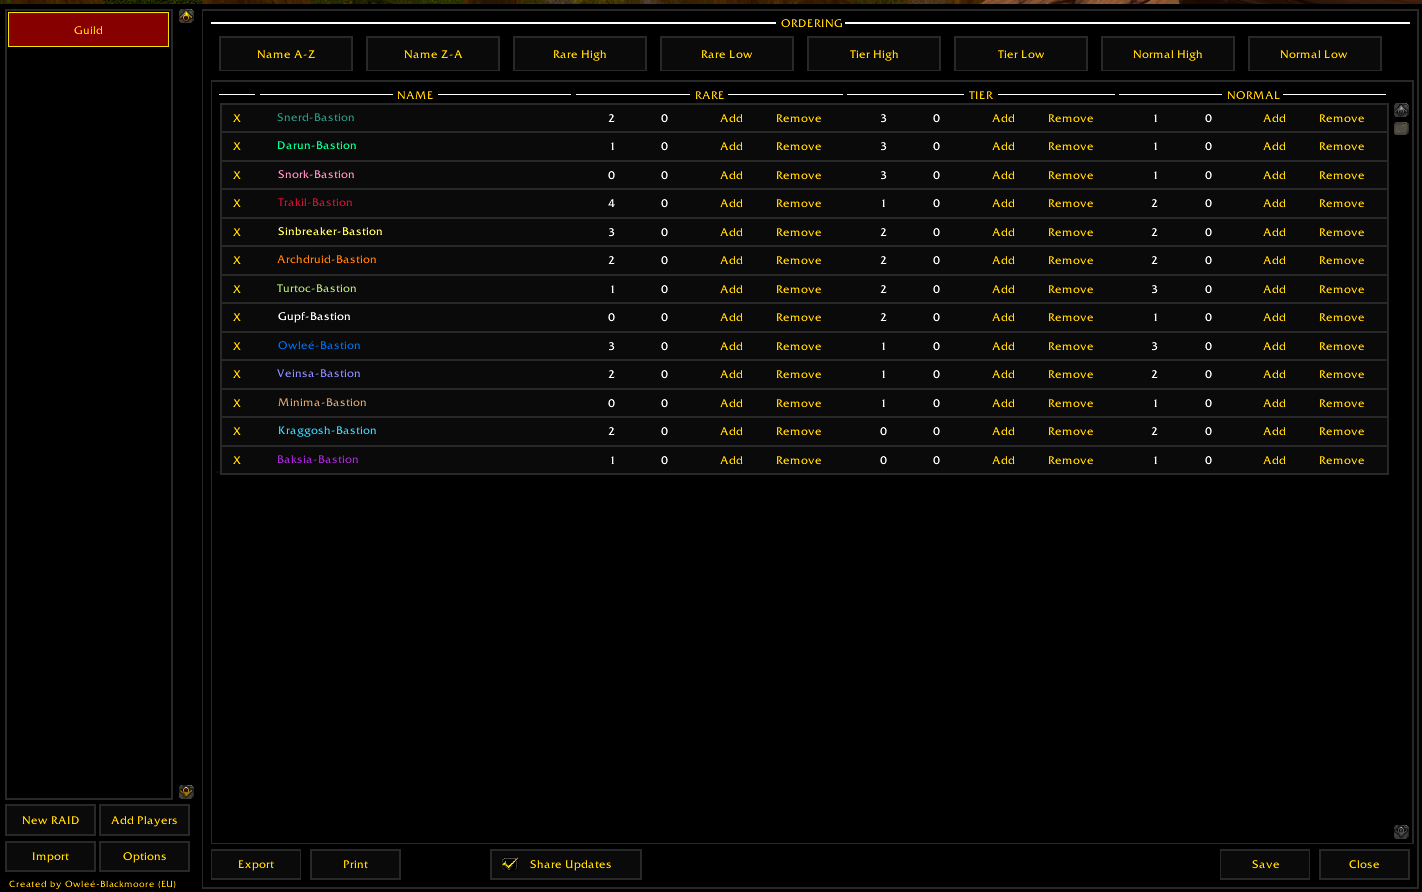 Guild
ORDERING
Name A-Z Name Z-A Rare High Rare Low Tier High Tier Low Normal High Normal Low
NAME RARE TIER NORMAL
X Snerd-Bastion 2 0 Add Remove 3 0 Add Remove 1 0 Add Remove
X Darun-Bastion 1 0 Add Remove 3 0 Add Remove 1 0 Add Remove
X Snork-Bastion 0 0 Add Remove 3 0 Add Remove 1 0 Add Remove
X Trakil-Bastion 4 0 Add Remove 1 0 Add Remove 2 0 Add Remove
X Sinbreaker-Bastion 3 0 Add Remove 2 0 Add Remove 2 0 Add Remove
X Archdruid-Bastion 2 0 Add Remove 2 0 Add Remove 2 0 Add Remove
X Turtoc-Bastion 1 0 Add Remove 2 0 Add Remove 3 0 Add Remove
X Gupf-Bastion 0 0 Add Remove 2 0 Add Remove 1 0 Add Remove
X Owleé-Bastion 3 0 Add Remove 1 0 Add Remove 3 0 Add Remove
X Veinsa-Bastion 2 0 Add Remove 1 0 Add Remove 2 0 Add Remove
X Minima-Bastion 0 0 Add Remove 1 0 Add Remove 1 0 Add Remove
X Kraggosh-Bastion 2 0 Add Remove 0 0 Add Remove 2 0 Add Remove
X Baksia-Bastion 1 0 Add Remove 0 0 Add Remove 1 0 Add Remove
New RAID Add Players
Import Options
Created by Owleé-Blackmoore (EU)
Export Print Share Updates Save Close